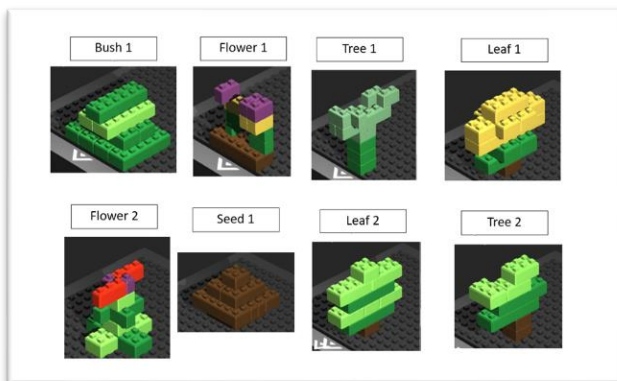 Bush 1
Flower 1
Tree 1
Leaf 1
Flower 2
Seed 1
Leaf 2
Tree 2